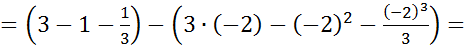 = (3 − 1 − 1/3) − (3 · (−2) − (−2)² − (−2)³/3) =